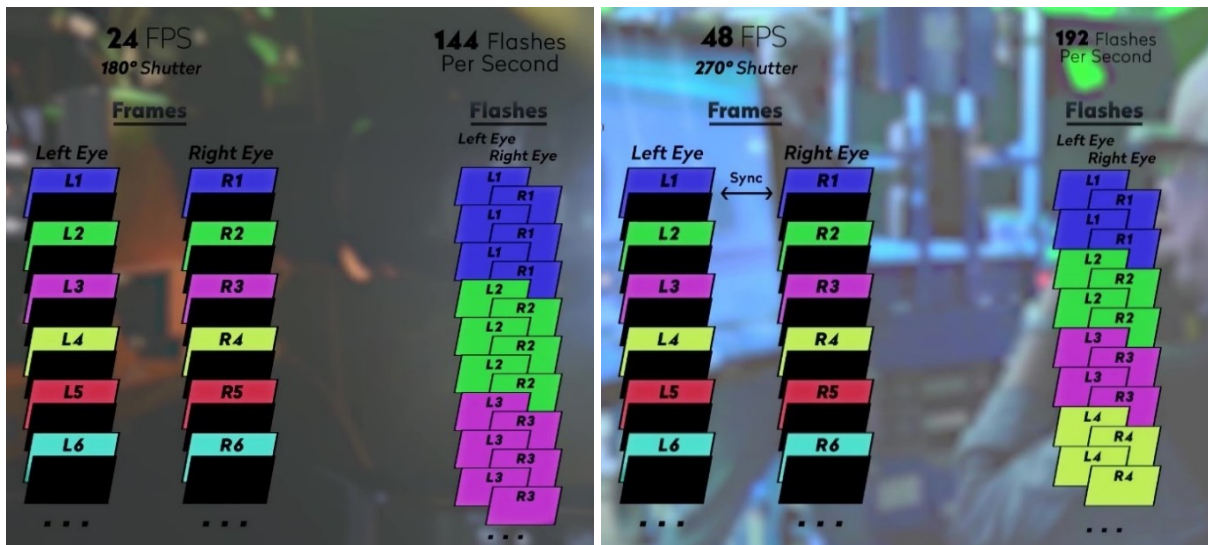 24 FPS
180° Shutter
144 Flashes
Per Second
Frames
Flashes
Left Eye
Right Eye
Left Eye
Right Eye
L1
R1
L2
R2
L3
R3
L4
R4
L5
R5
L6
R6
. . .
. . .
L1
R1
L1
R1
L1
R1
L2
R2
L2
R2
L2
R2
L3
R3
L3
R3
L3
R3
. . .
48 FPS
270° Shutter
192 Flashes
Per Second
Frames
Flashes
Left Eye
Right Eye
Left Eye
Right Eye
L1
Sync
R1
L2
R2
L3
R3
L4
R4
L5
R5
L6
R6
. . .
. . .
L1
R1
L1
R1
L2
R2
L2
R2
L3
R3
L3
R3
L4
R4
L4
R4
. . .